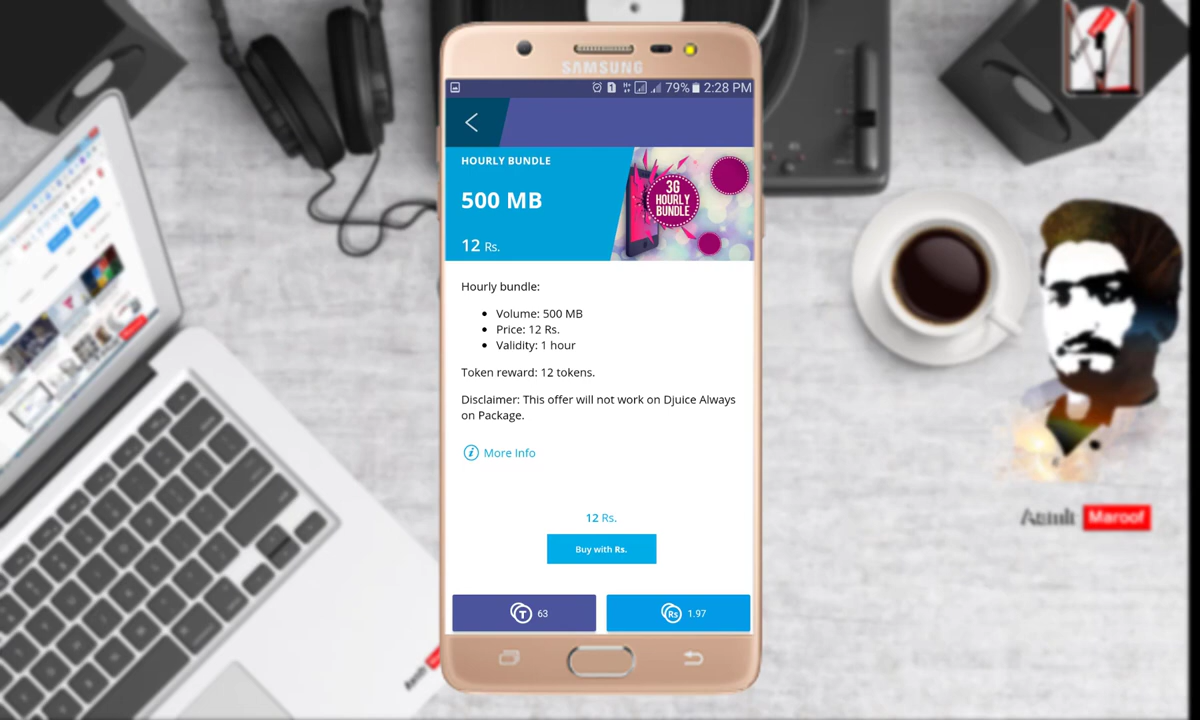 SAMSUNG
79% 2:28 PM
HOURLY BUNDLE
500 MB
12 Rs.
3G
HOURLY
BUNDLE
Hourly bundle:
• Volume: 500 MB
• Price: 12 Rs.
• Validity: 1 hour
Token reward: 12 tokens.
Disclaimer: This offer will not work on Djuice Always
on Package.
More Info
12 Rs.
Buy with Rs.
T 63
Rs 1.97
Maroof